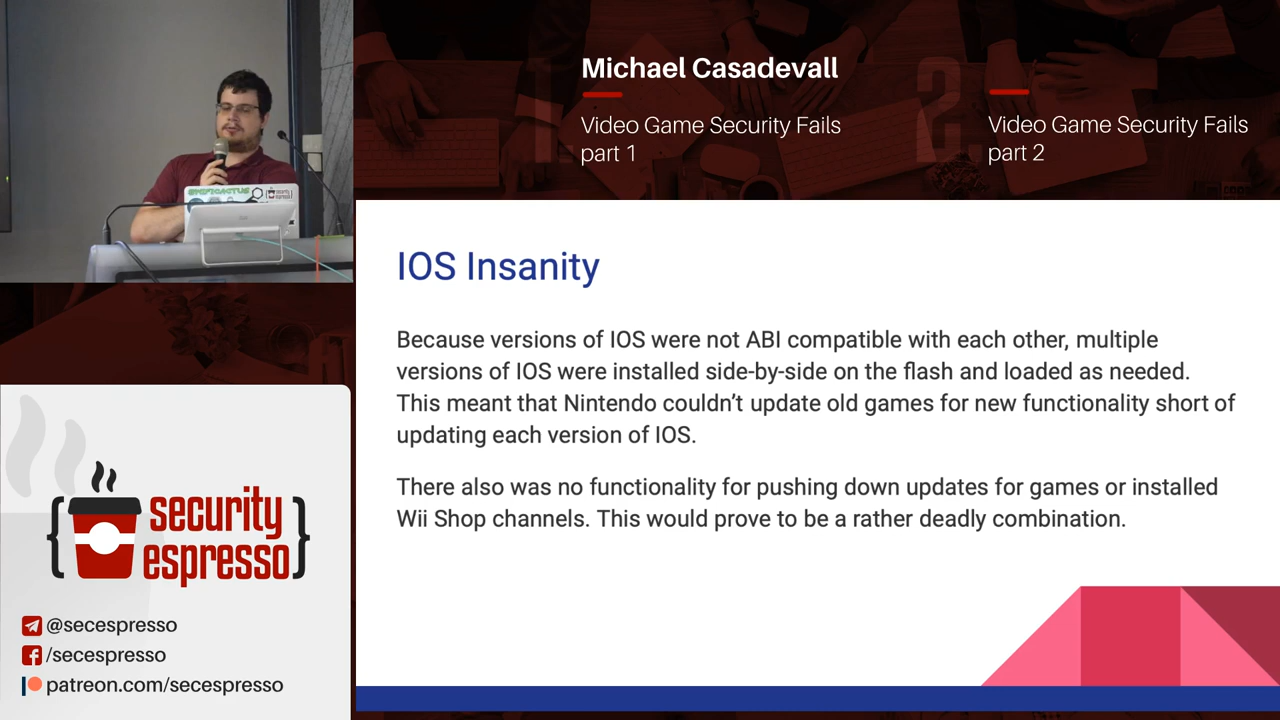 Michael Casadevall
1.
Video Game Security Fails
part 1
2.
Video Game Security Fails
part 2
IOS Insanity
Because versions of IOS were not ABI compatible with each other, multiple
versions of IOS were installed side-by-side on the flash and loaded as needed.
This meant that Nintendo couldn’t update old games for new functionality short of
updating each version of IOS.
There also was no functionality for pushing down updates for games or installed
Wii Shop channels. This would prove to be a rather deadly combination.
security
espresso
@secespresso
/secespresso
patreon.com/secespresso